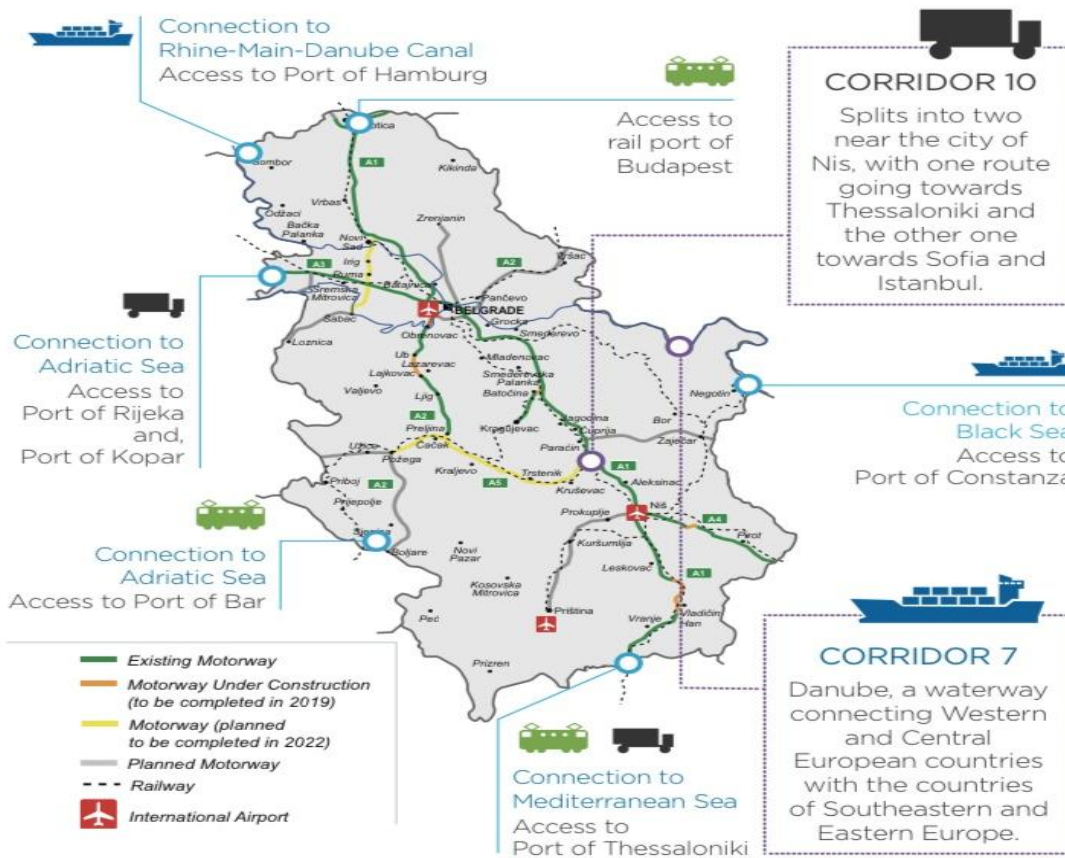 Connection to
Rhine-Main-Danube Canal
Access to Port of Hamburg
Access to
rail port of
Budapest
CORRIDOR 10
Splits into two
near the city of
Nis, with one route
going towards
Thessaloniki and
the other one
towards Sofia and
Istanbul.
Connection to
Adriatic Sea
Access to
Port of Rijeka
and,
Port of Kopar
Connection to
Black Sea
Access to
Port of Constanza
Connection to
Adriatic Sea
Access to Port of Bar
CORRIDOR 7
Danube, a waterway
connecting Western
and Central
European countries
with the countries
of Southeastern and
Eastern Europe.
Connection to
Mediterranean Sea
Access to
Port of Thessaloniki
Existing Motorway
Motorway Under Construction
(to be completed in 2019)
Motorway (planned
to be completed in 2022)
Planned Motorway
Railway
International Airport
A1
Kikinda
Vrbas
Odžaci
Bačka
Palanka
Zrenjanin
Novi
Sad
Irig
Ruma
A3
A2
Sremska
Mitrovica
Pančevo
BELGRADE
Grocka
Smederevo
Šabac
Obrenovac
Loznica
Ub
Lazarevac
Lajkovac
Mladenovac
Smederevska
Palanka
Batočina
Valjevo
Ljig
Negotin
Bor
A2
Preljina
Čačak
Kragujevac
Jagodina
Ćuprija
Paraćin
Zaječar
Užice
Požega
Kraljevo
Trstenik
A5
Kruševac
A1
Aleksinac
Priboj
A2
Prijepolje
Prokuplje
Niš
A4
Pirot
Boljare
Novi
Pazar
Kuršumlija
Leskovac
A1
Kosovska
Mitrovica
Peć
Priština
Vladičin
Han
Vranje
Prizren